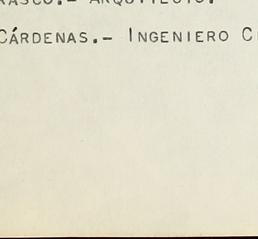 RASCO.- ARQUITECTO.
CÁRDENAS.- INGENIERO C